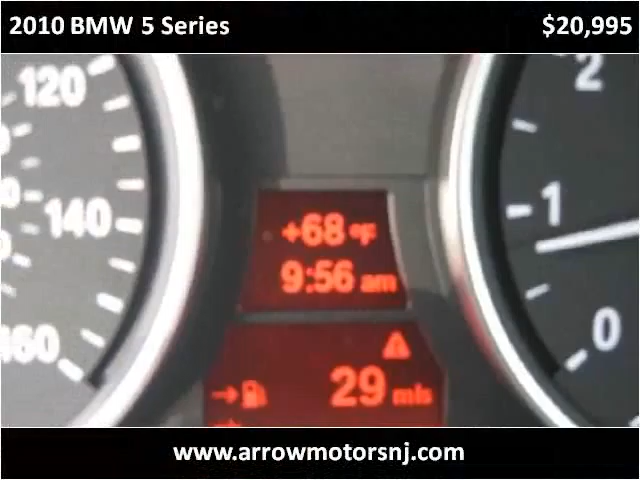 2010 BMW 5 Series $20,995
120
140
160
2
1
0
+68 °F
9:56 am
29 mls
www.arrowmotorsnj.com